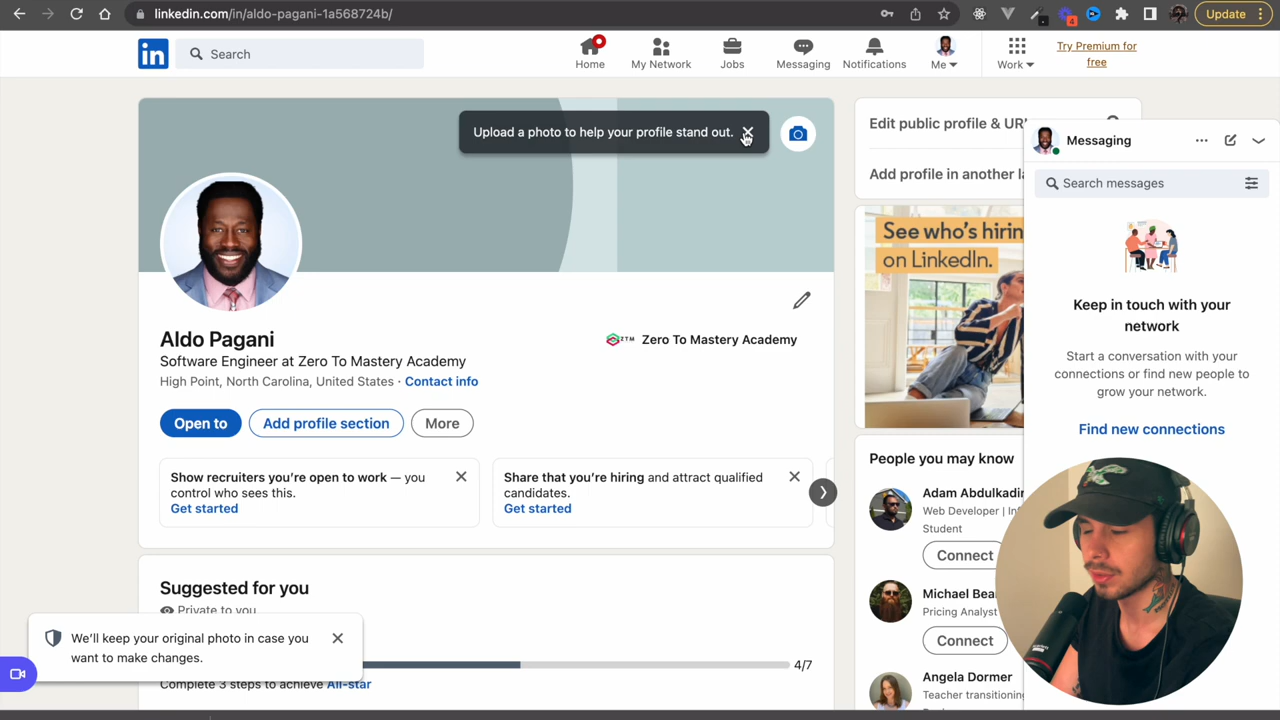 linkedin.com/in/aldo-pagani-1a568724b/
Update
in
Search
Home
My Network
Jobs
Messaging
Notifications
Me
Work
Try Premium for
free
Upload a photo to help your profile stand out.
Aldo Pagani
Software Engineer at Zero To Mastery Academy
High Point, North Carolina, United States · Contact info
ZTM Zero To Mastery Academy
Open to
Add profile section
More
Show recruiters you're open to work — you
control who sees this.
Get started
Share that you're hiring and attract qualified
candidates.
Get started
Suggested for you
Private to you
4/7
Complete 3 steps to achieve All-star
We'll keep your original photo in case you
want to make changes.
Edit public profile &
Add profile in another
See who's hirin
on LinkedIn.
People you may know
Adam Abdulkadir
Web Developer |
Student
Connect
Michael
Pricing Analyst
Connect
Angela Dormer
Teacher transitioning
Messaging
Search messages
Keep in touch with your
network
Start a conversation with your
connections or find new people to
grow your network.
Find new connections